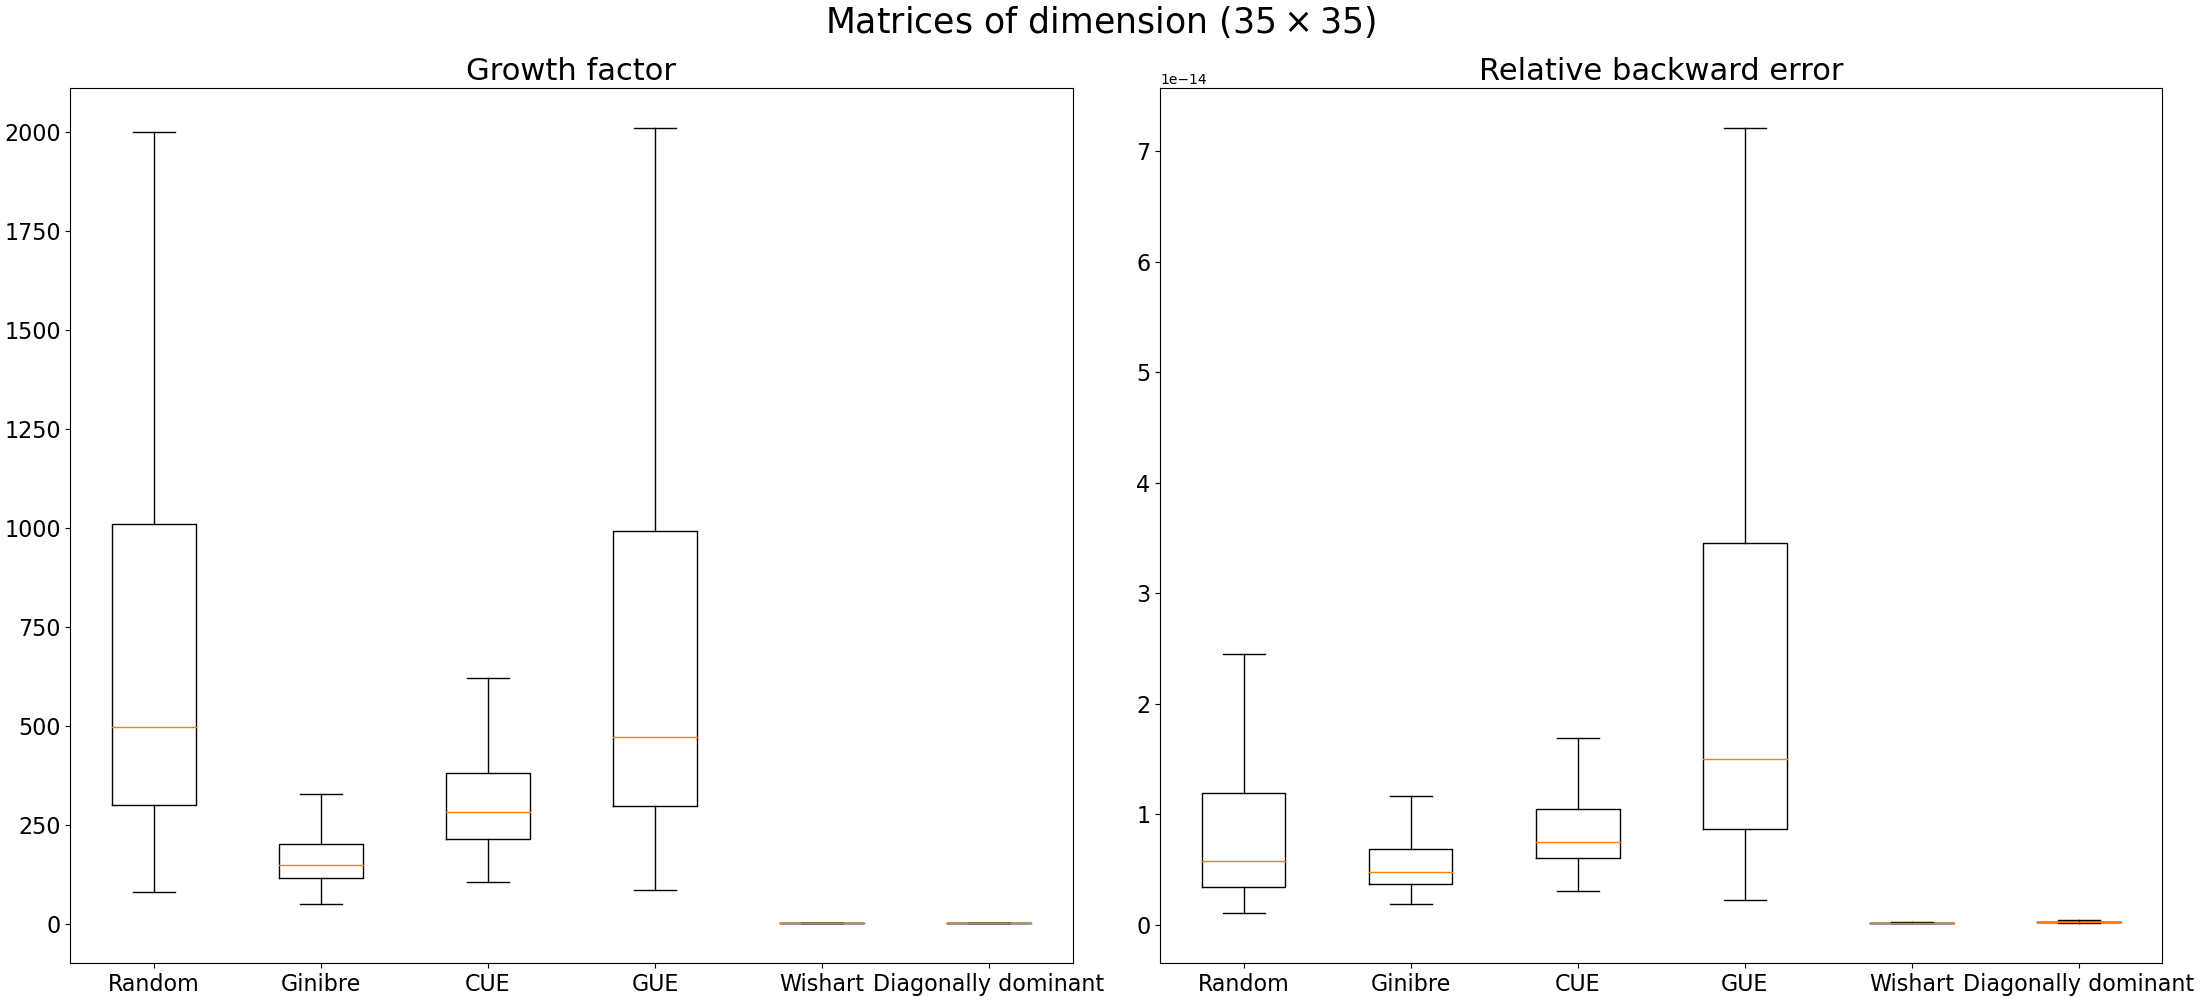 Matrices of dimension (35 × 35)
Growth factor
2000
1750
1500
1250
1000
750
500
250
0
Random Ginibre CUE GUE Wishart Diagonally dominant
Relative backward error
1e−14
7
6
5
4
3
2
1
0
Random Ginibre CUE GUE Wishart Diagonally dominant